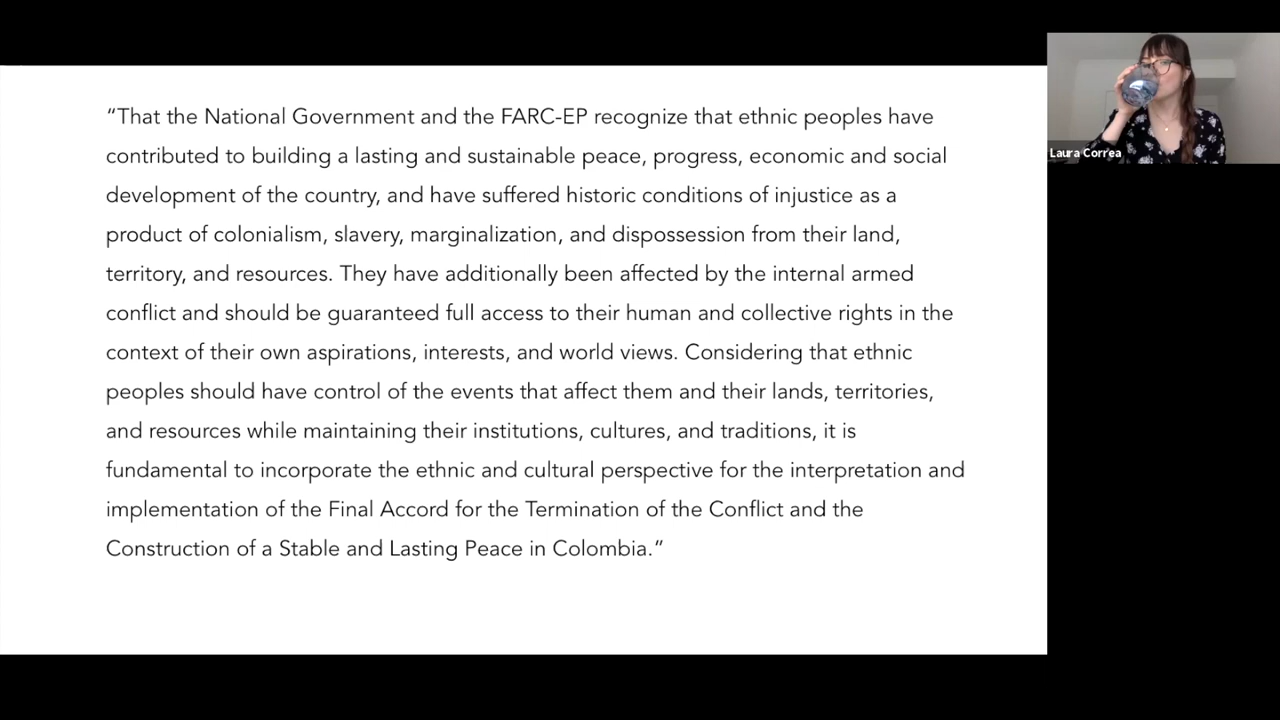 “That the National Government and the FARC-EP recognize that ethnic peoples have
contributed to building a lasting and sustainable peace, progress, economic and social
development of the country, and have suffered historic conditions of injustice as a
product of colonialism, slavery, marginalization, and dispossession from their land,
territory, and resources. They have additionally been affected by the internal armed
conflict and should be guaranteed full access to their human and collective rights in the
context of their own aspirations, interests, and world views. Considering that ethnic
peoples should have control of the events that affect them and their lands, territories,
and resources while maintaining their institutions, cultures, and traditions, it is
fundamental to incorporate the ethnic and cultural perspective for the interpretation and
implementation of the Final Accord for the Termination of the Conflict and the
Construction of a Stable and Lasting Peace in Colombia.”
Laura Correa